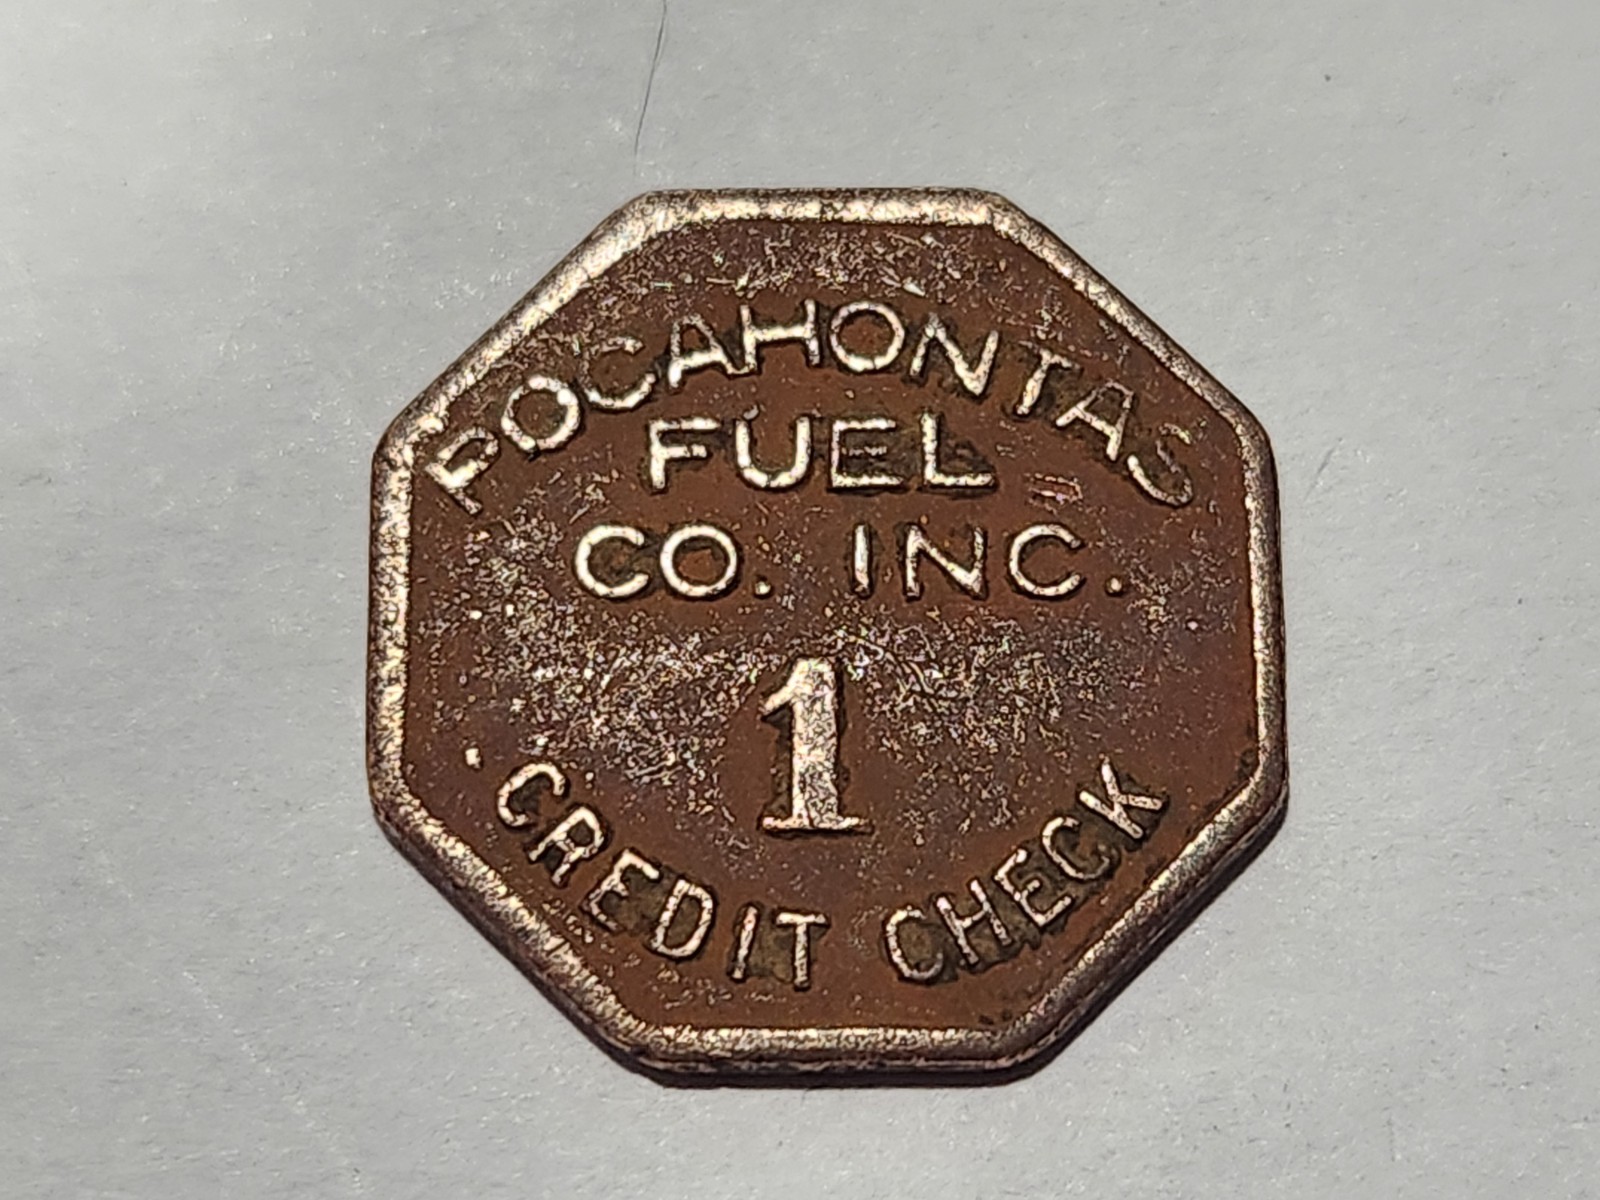 POCAHONTAS
FUEL
CO. INC.
1
CREDIT CHECK